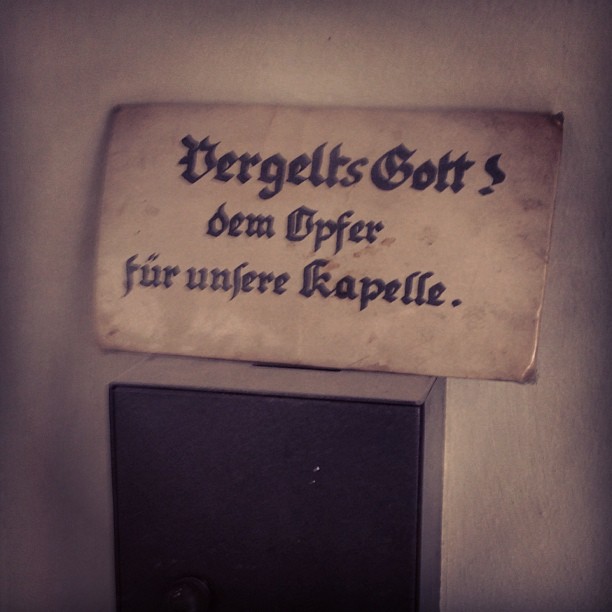 Vergelts Gott!
dem Opfer
für unsere Kapelle.